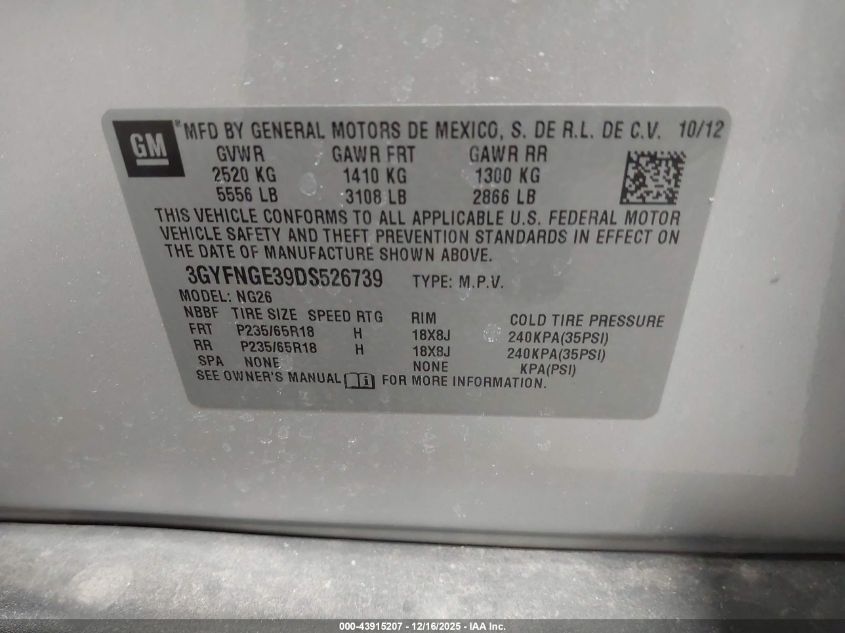 GM ® MFD BY GENERAL MOTORS DE MEXICO, S. DE R.L. DE C.V. 10/12
GVWR GAWR FRT GAWR RR
2520 KG 1410 KG 1300 KG
5556 LB 3108 LB 2866 LB
THIS VEHICLE CONFORMS TO ALL APPLICABLE U.S. FEDERAL MOTOR
VEHICLE SAFETY AND THEFT PREVENTION STANDARDS IN EFFECT ON
THE DATE OF MANUFACTURE SHOWN ABOVE.
3GYFNGE39DS526739 TYPE: M.P.V.
MODEL: NG26
NBBF TIRE SIZE SPEED RTG RIM COLD TIRE PRESSURE
FRT P235/65R18 H 18X8J 240KPA(35PSI)
RR P235/65R18 H 18X8J 240KPA(35PSI)
SPA NONE NONE KPA(PSI)
SEE OWNER'S MANUAL FOR MORE INFORMATION.
000-43915207 - 12/16/2025 - IAA Inc.